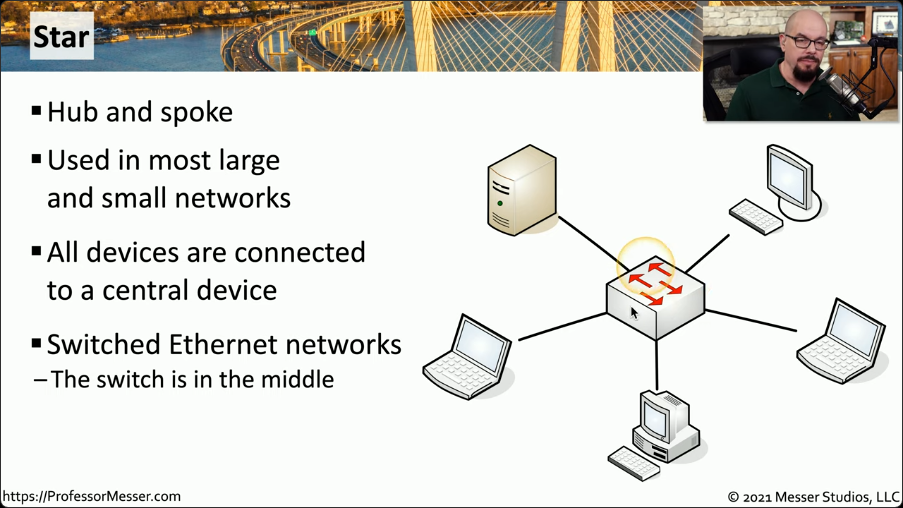 Star
▪ Hub and spoke
▪ Used in most large
and small networks
▪ All devices are connected
to a central device
▪ Switched Ethernet networks
– The switch is in the middle
https://ProfessorMesser.com
© 2021 Messer Studios, LLC